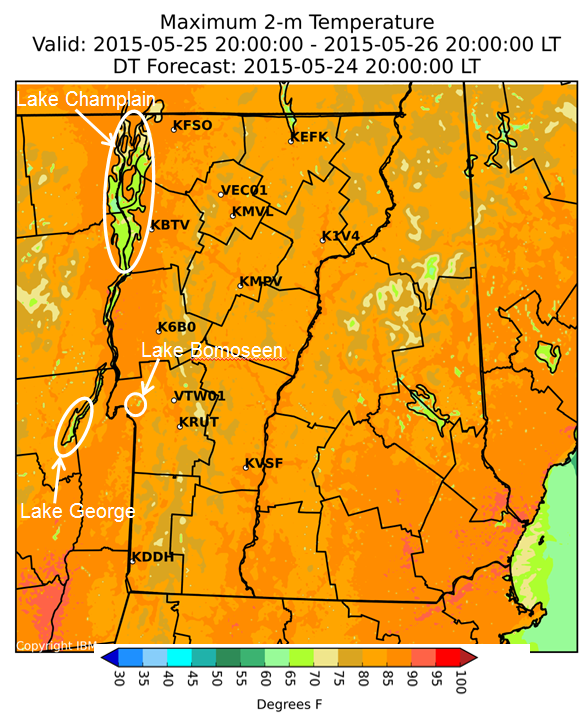 Maximum 2-m Temperature
Valid: 2015-05-25 20:00:00 - 2015-05-26 20:00:00 LT
DT Forecast: 2015-05-24 20:00:00 LT
Lake Champlain
KFSO
KEFK
VEC01
KMVL
KBTV
K1V4
KMPV
K6B0
Lake Bomoseen
VTW01
KRUT
KVSF
Lake George
KDDH
Copyright IBM
30 35 40 45 50 55 60 65 70 75 80 85 90 95 100
Degrees F